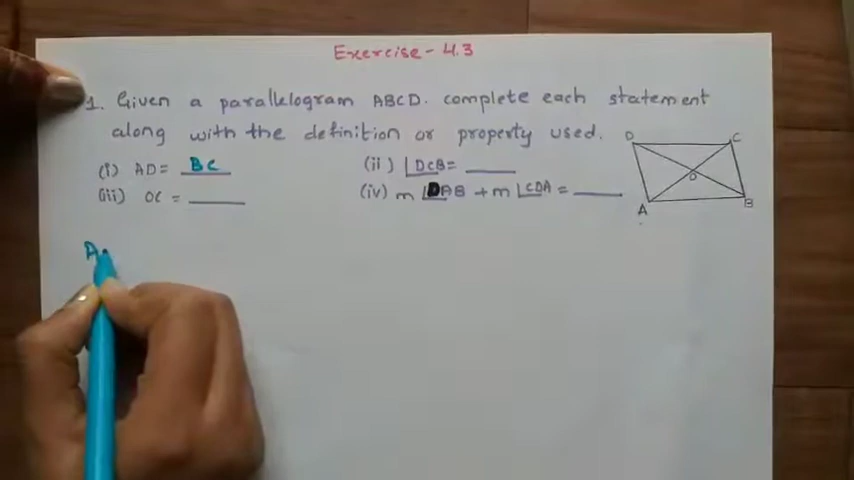 Exercise - 4.3
1. Given a parallelogram ABCD. complete each statement
along with the definition or property used.
(i) AD = BC (ii) ∠DCB = ____
(iii) OC = ____ (iv) m ∠DAB + m ∠CDA = ____
D C
O
A B
A